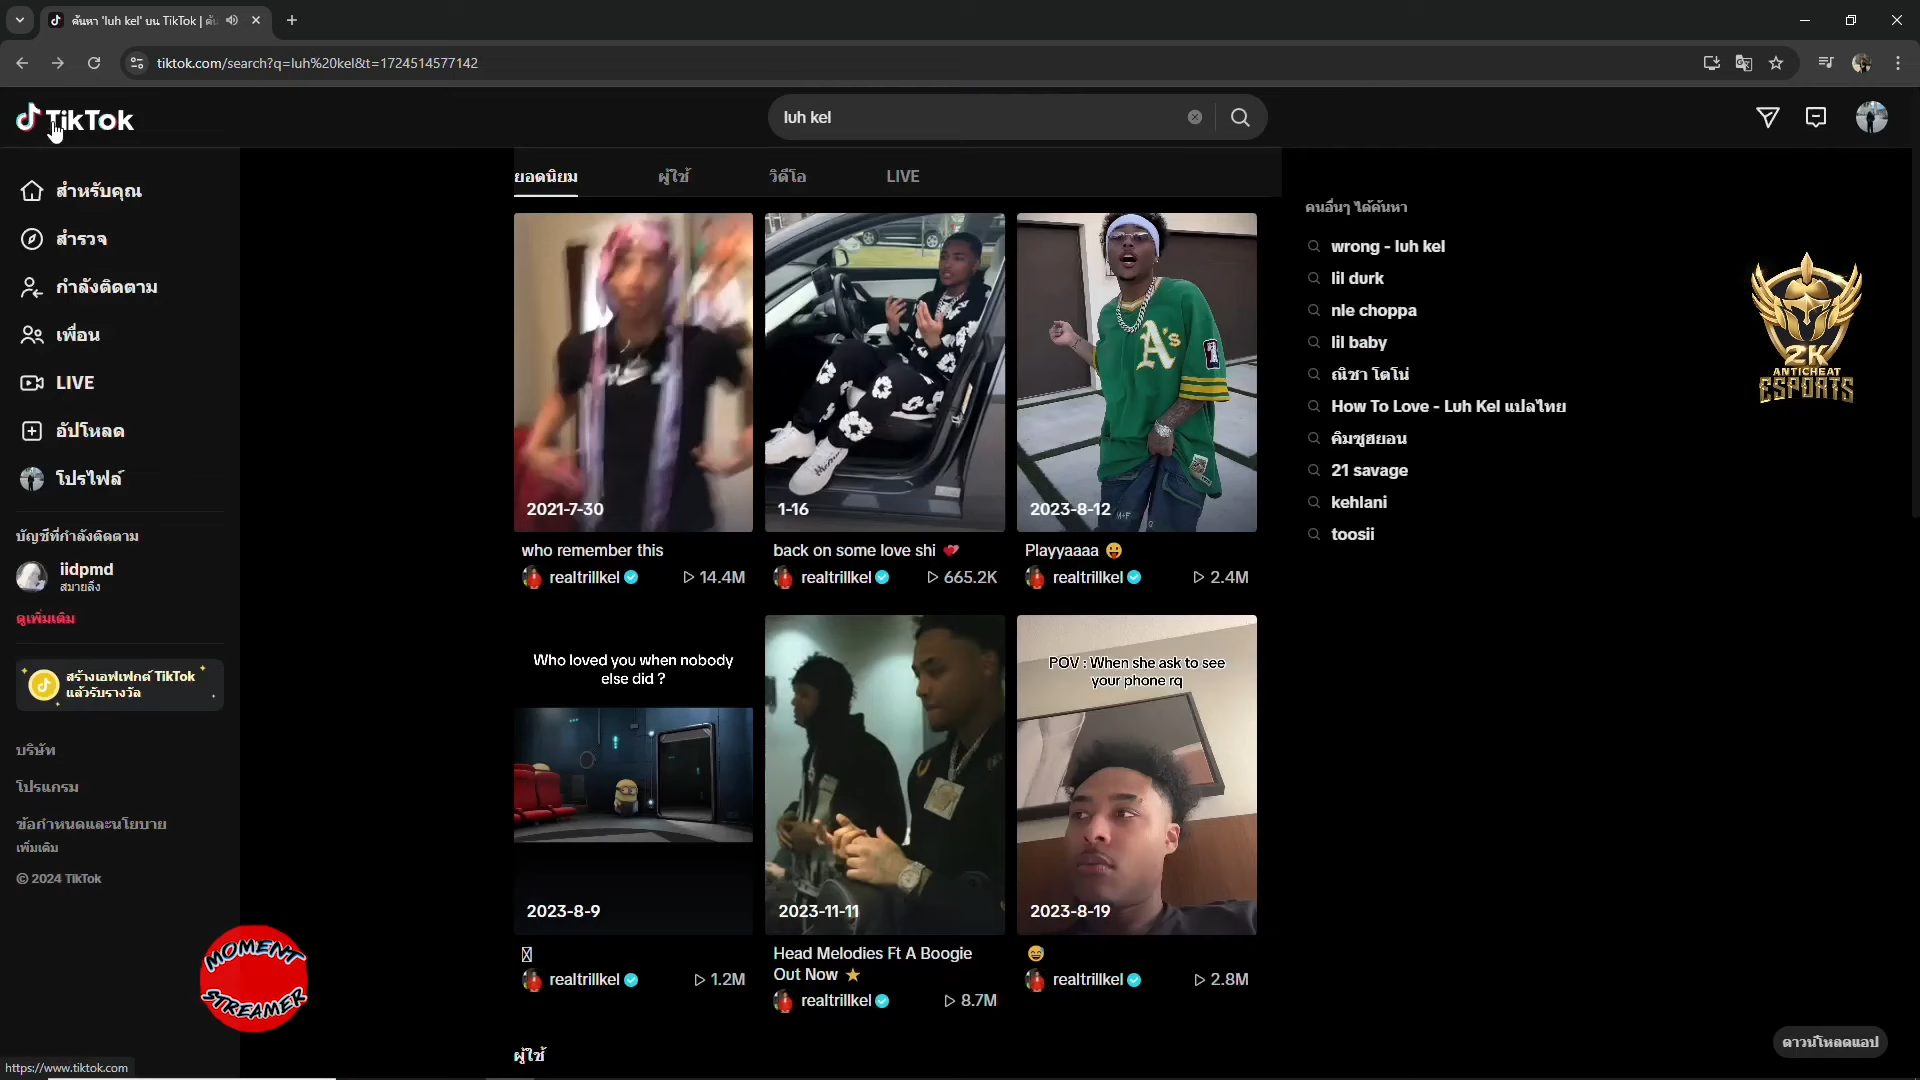 ค้นหา 'luh kel' บน TikTok | ค้
tiktok.com/search?q=luh%20kel&t=1724514577142
TikTok
luh kel
ยอดนิยม
ผู้ใช้
วิดีโอ
LIVE
สำหรับคุณ
สำรวจ
กำลังติดตาม
เพื่อน
LIVE
อัปโหลด
โปรไฟล์
บัญชีที่กำลังติดตาม
iidpmd
สมายลิ้ง
ดูเพิ่มเติม
สร้างเอฟเฟกต์ TikTok
แล้วรับรางวัล
บริษัท
โปรแกรม
ข้อกำหนดและนโยบาย
เพิ่มเติม
© 2024 TikTok
MOMENT
STREAMER
https://www.tiktok.com
2021-7-30
who remember this
realtrillkel
14.4M
1-16
back on some love shi 💞
realtrillkel
665.2K
A's
2023-8-12
Playyaaaa 😛
realtrillkel
2.4M
Who loved you when nobody
else did ?
2023-8-9
realtrillkel
1.2M
2023-11-11
Head Melodies Ft A Boogie
Out Now ⭐
realtrillkel
8.7M
POV : When she ask to see
your phone rq
2023-8-19
😅
realtrillkel
2.8M
ผู้ใช้
คนอื่นๆ ได้ค้นหา
wrong - luh kel
lil durk
nle choppa
lil baby
ณิชา โดโน่
How To Love - Luh Kel แปลไทย
คิมซูฮยอน
21 savage
kehlani
toosii
2K
ANTICHEAT
ESPORTS
ดาวน์โหลดแอป